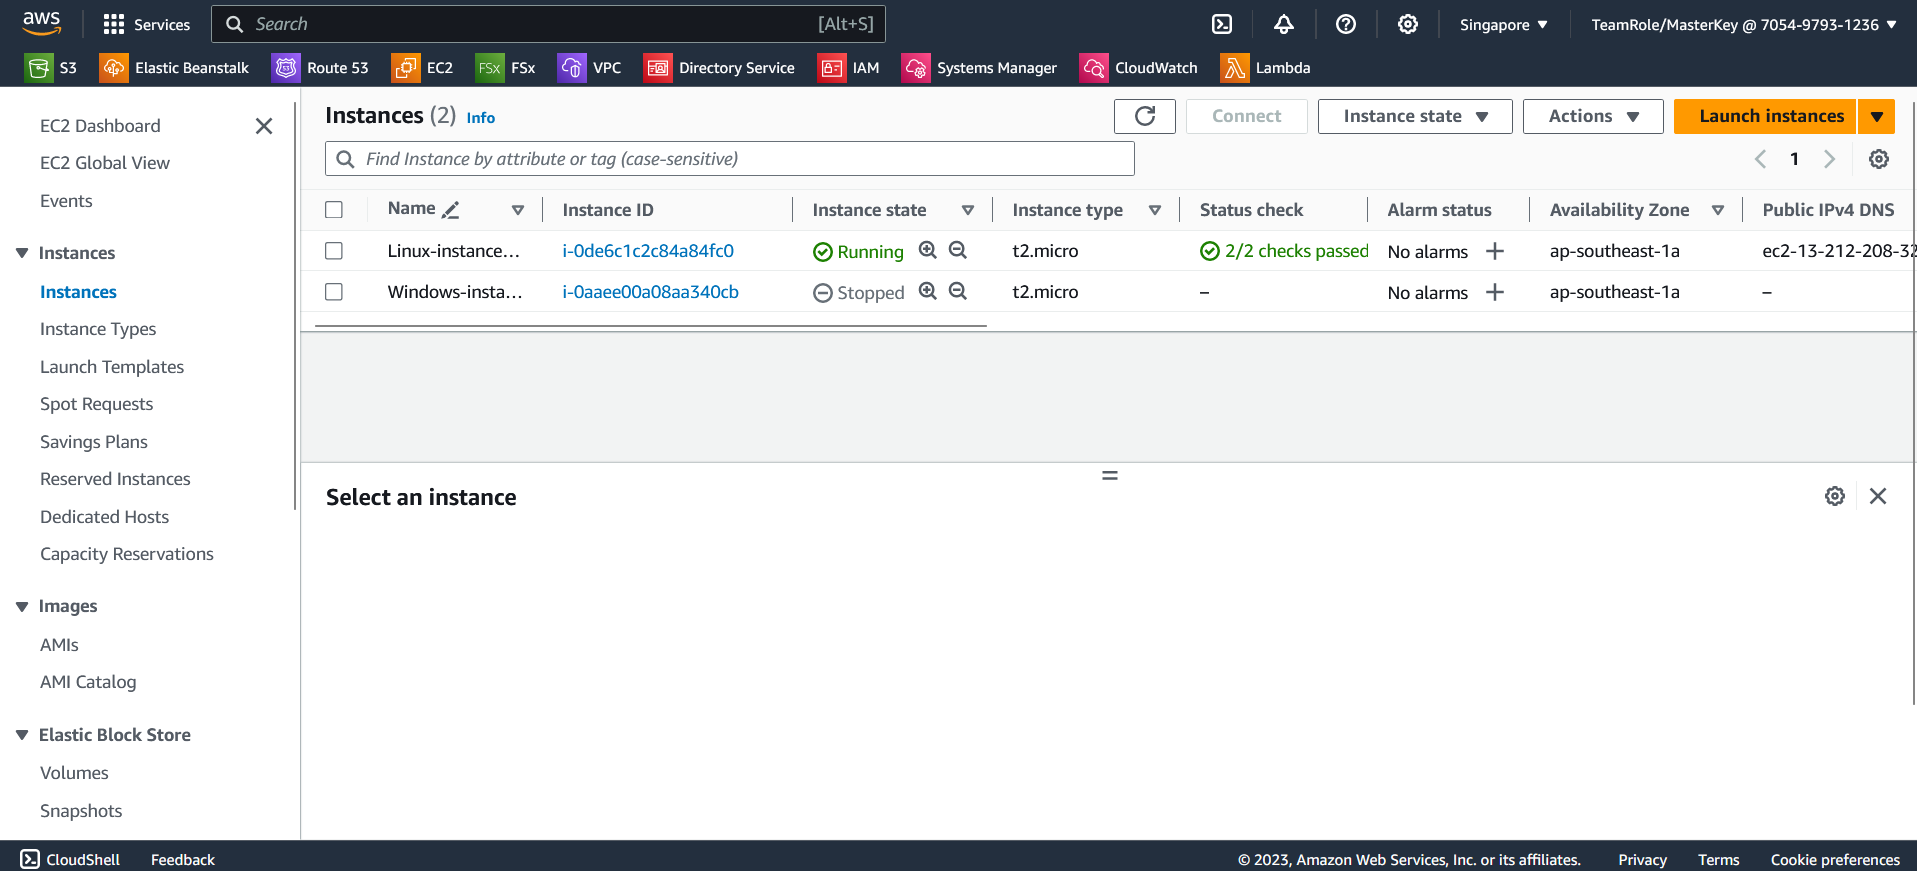 aws Services Search [Alt+S] Singapore TeamRole/MasterKey @ 7054-9793-1236
S3 Elastic Beanstalk Route 53 EC2 FSx FSx VPC Directory Service IAM Systems Manager CloudWatch Lambda
EC2 Dashboard
EC2 Global View
Events
Instances
Instances
Instance Types
Launch Templates
Spot Requests
Savings Plans
Reserved Instances
Dedicated Hosts
Capacity Reservations
Images
AMIs
AMI Catalog
Elastic Block Store
Volumes
Snapshots
Instances (2) Info Connect Instance state Actions Launch instances
Find Instance by attribute or tag (case-sensitive) 1
Name Instance ID Instance state Instance type Status check Alarm status Availability Zone Public IPv4 DNS
Linux-instance... i-0de6c1c2c84a84fc0 Running t2.micro 2/2 checks passed No alarms ap-southeast-1a ec2-13-212-208-32
Windows-insta... i-0aaee00a08aa340cb Stopped t2.micro – No alarms ap-southeast-1a –
Select an instance
CloudShell Feedback © 2023, Amazon Web Services, Inc. or its affiliates. Privacy Terms Cookie preferences